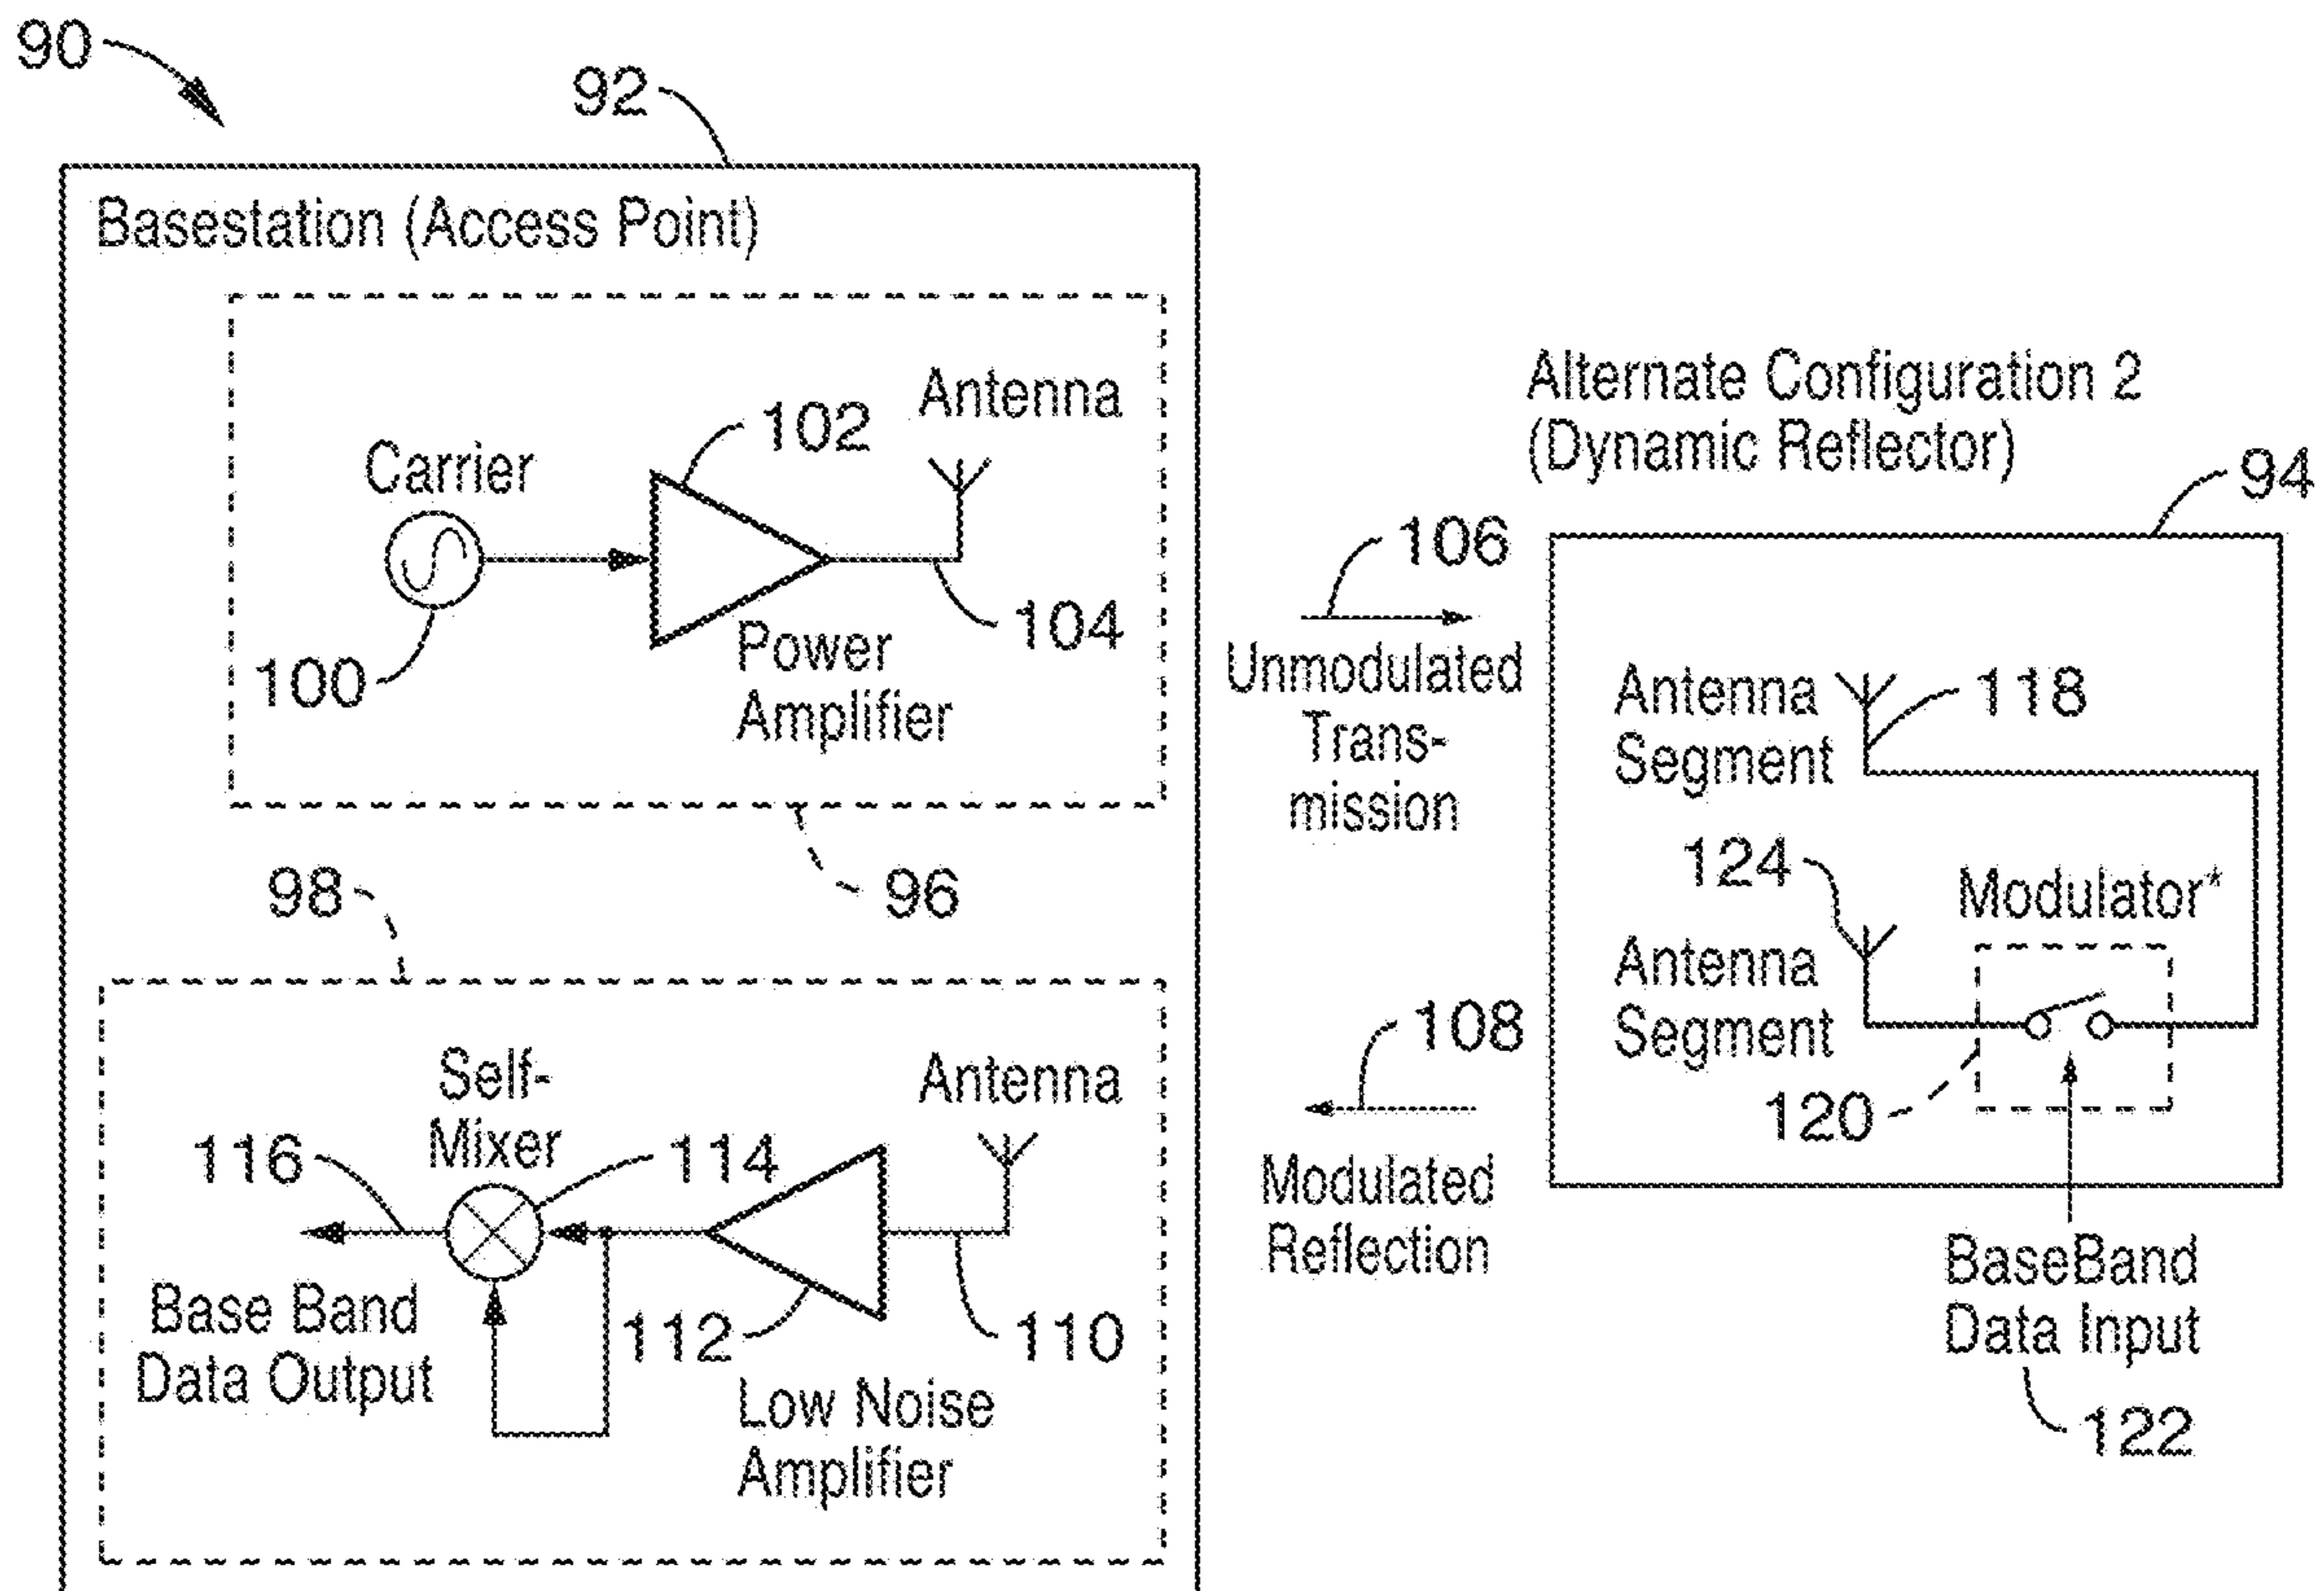 90
92
Basestation (Access Point)
Antenna
102
Carrier
104
100
Power
Amplifier
96
98
Self-
Mixer
Antenna
116
114
Base Band
Data Output
112
110
Low Noise
Amplifier
106
Unmodulated
Trans-
mission
108
Modulated
Reflection
Alternate Configuration 2
(Dynamic Reflector)
94
Antenna
Segment
118
124
Modulator*
Antenna
Segment
120
BaseBand
Data Input
122